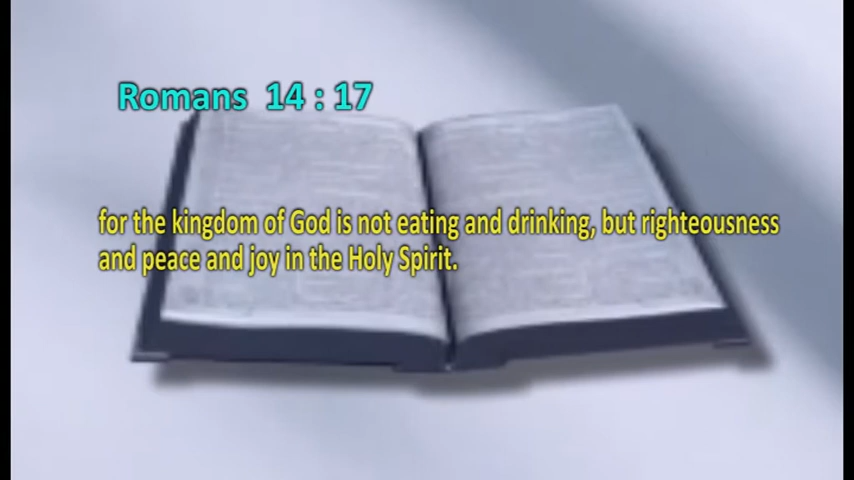 Romans 14 : 17
for the kingdom of God is not eating and drinking, but righteousness
and peace and joy in the Holy Spirit.